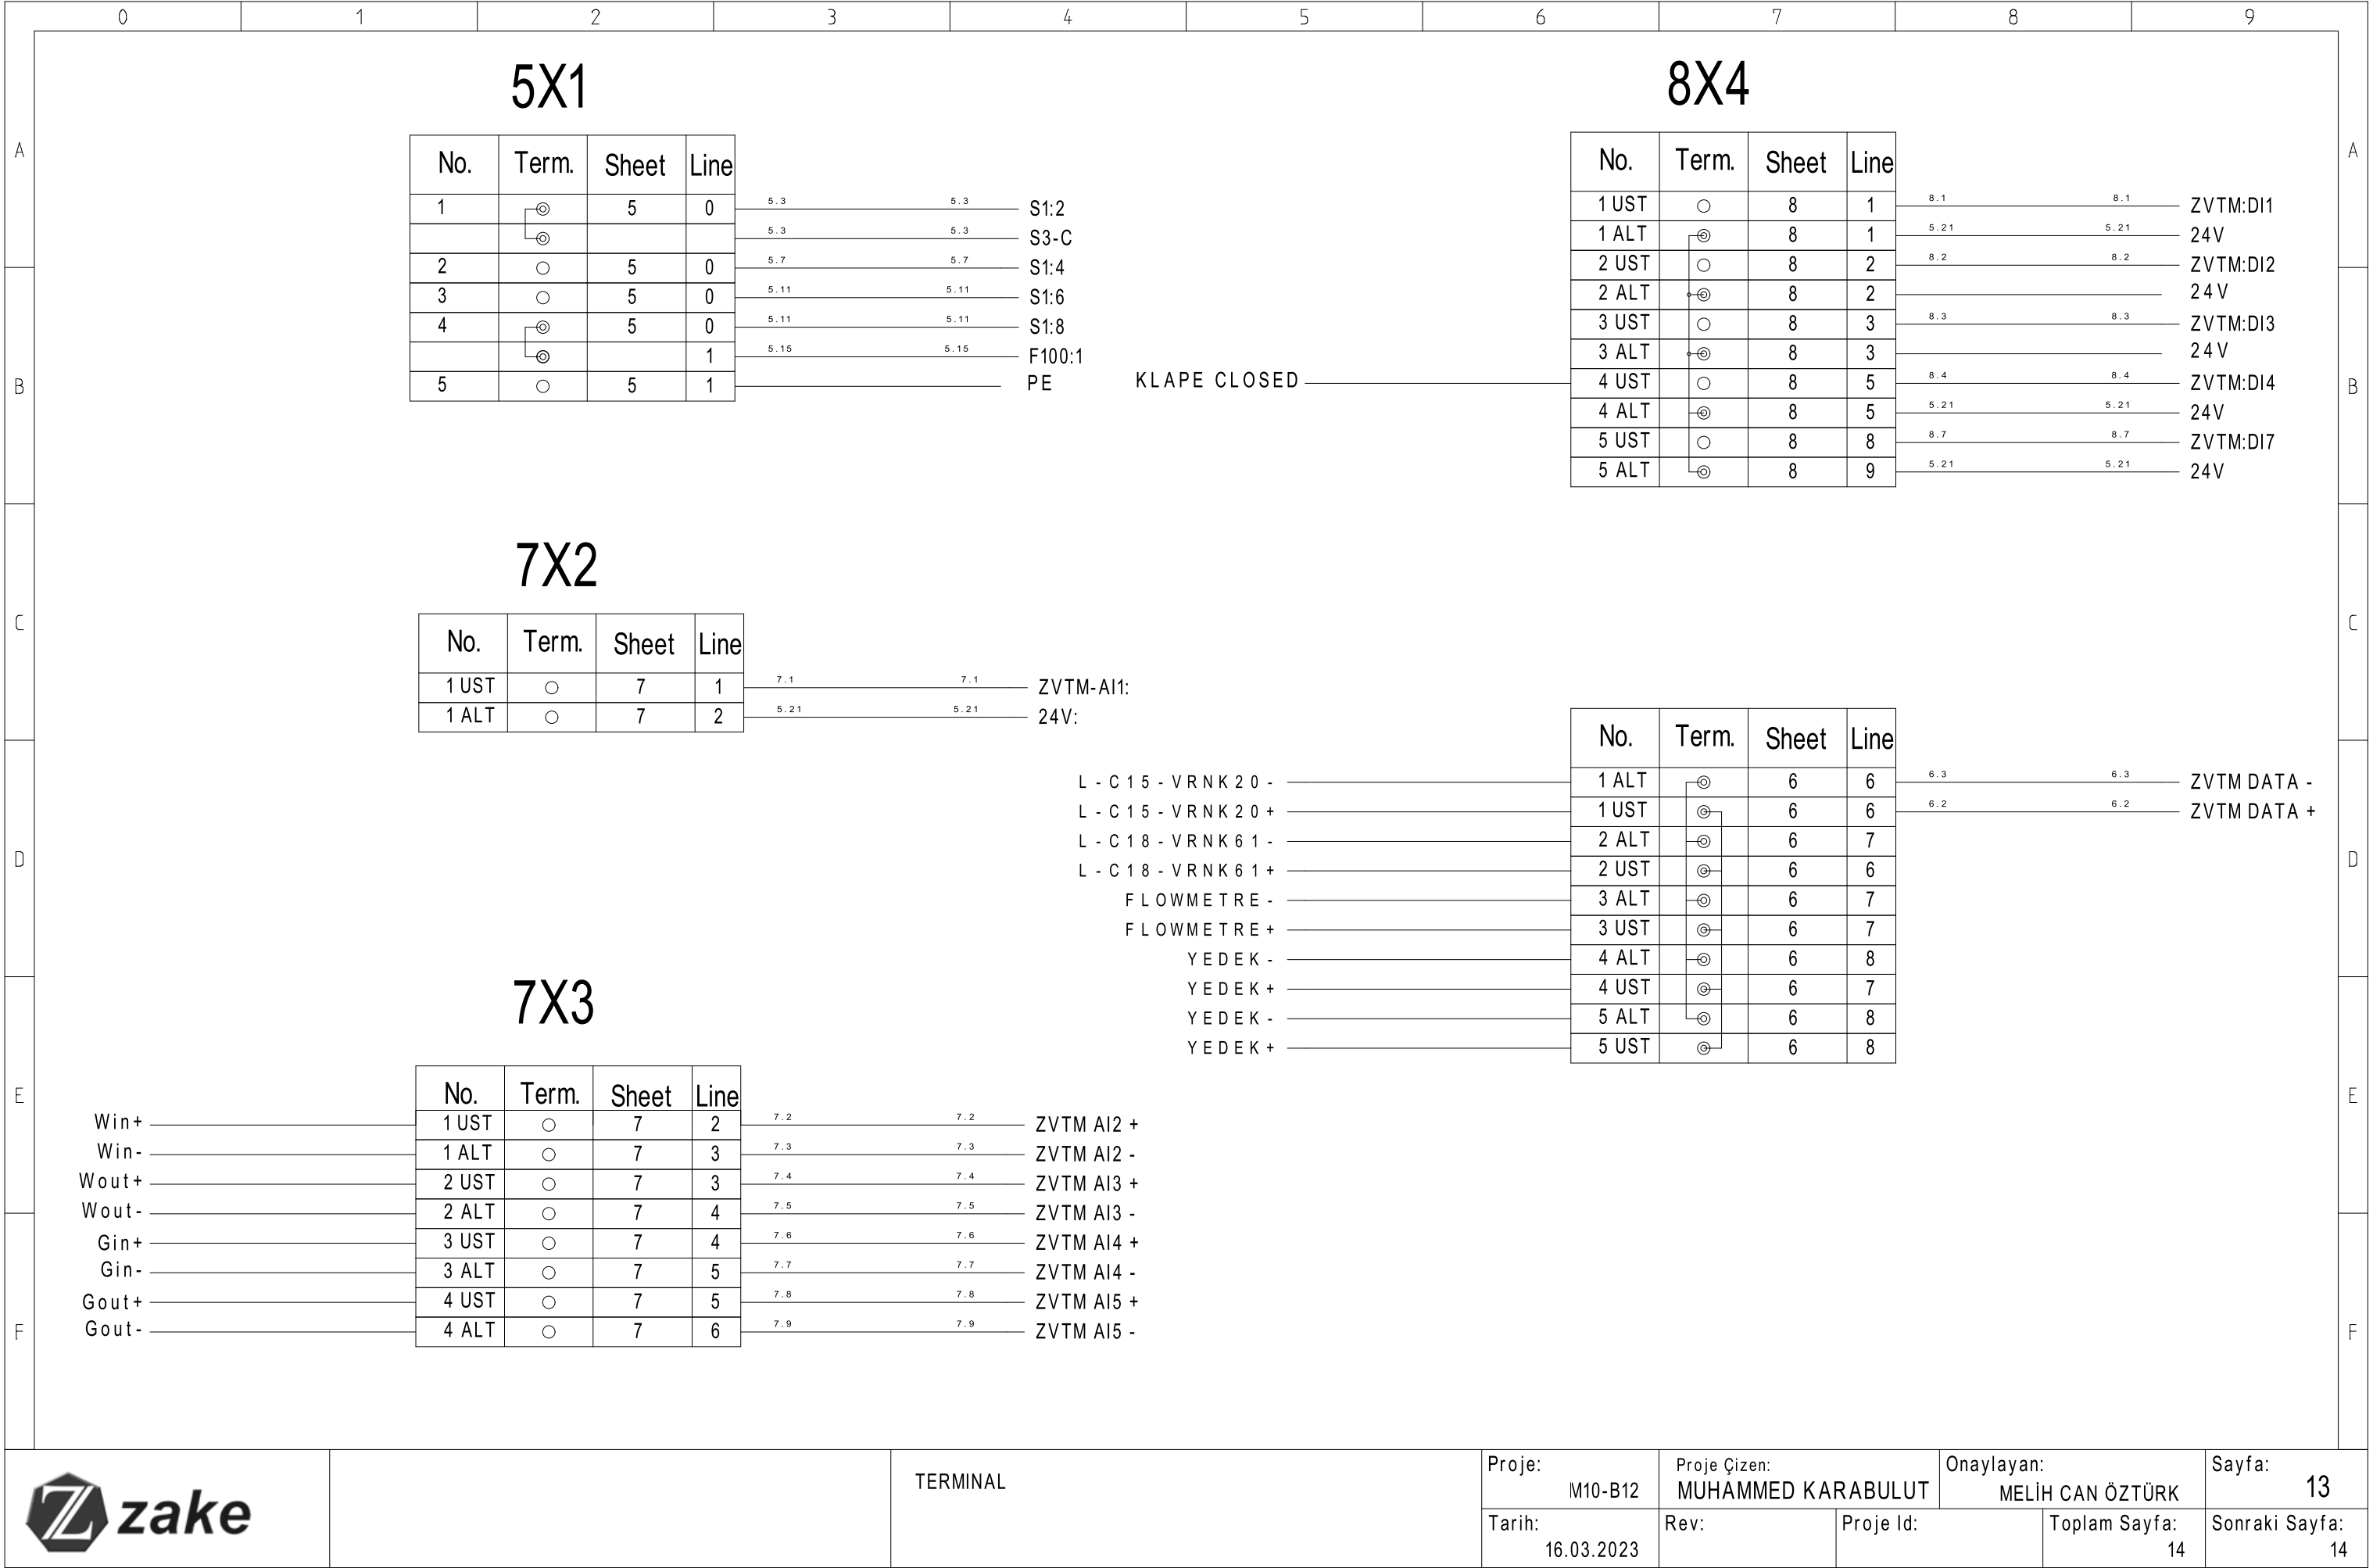 0 1 2 3 4 5 6 7 8 9
A A
B B
C C
D D
E E
F F
5X1
No. Term. Sheet Line
1 5 0 5.3 5.3 S1:2
5.3 5.3 S3-C
2 5 0 5.7 5.7 S1:4
3 5 0 5.11 5.11 S1:6
4 5 0 5.11 5.11 S1:8
1 5.15 5.15 F100:1
5 5 1 PE
8X4
No. Term. Sheet Line
1 UST 8 1 8.1 8.1 ZVTM:DI1
1 ALT 8 1 5.21 5.21 24V
2 UST 8 2 8.2 8.2 ZVTM:DI2
2 ALT 8 2 24V
3 UST 8 3 8.3 8.3 ZVTM:DI3
3 ALT 8 3 24V
KLAPE CLOSED 4 UST 8 5 8.4 8.4 ZVTM:DI4
4 ALT 8 5 5.21 5.21 24V
5 UST 8 8 8.7 8.7 ZVTM:DI7
5 ALT 8 9 5.21 5.21 24V
7X2
No. Term. Sheet Line
1 UST 7 1 7.1 7.1 ZVTM-AI1:
1 ALT 7 2 5.21 5.21 24V:
No. Term. Sheet Line
L-C15-VRNK20- 1 ALT 6 6 6.3 6.3 ZVTM DATA -
L-C15-VRNK20+ 1 UST 6 6 6.2 6.2 ZVTM DATA +
L-C18-VRNK61- 2 ALT 6 7
L-C18-VRNK61+ 2 UST 6 6
FLOWMETRE- 3 ALT 6 7
FLOWMETRE+ 3 UST 6 7
YEDEK- 4 ALT 6 8
YEDEK+ 4 UST 6 7
YEDEK- 5 ALT 6 8
YEDEK+ 5 UST 6 8
7X3
No. Term. Sheet Line
Win+ 1 UST 7 2 7.2 7.2 ZVTM AI2 +
Win- 1 ALT 7 3 7.3 7.3 ZVTM AI2 -
Wout+ 2 UST 7 3 7.4 7.4 ZVTM AI3 +
Wout- 2 ALT 7 4 7.5 7.5 ZVTM AI3 -
Gin+ 3 UST 7 4 7.6 7.6 ZVTM AI4 +
Gin- 3 ALT 7 5 7.7 7.7 ZVTM AI4 -
Gout+ 4 UST 7 5 7.8 7.8 ZVTM AI5 +
Gout- 4 ALT 7 6 7.9 7.9 ZVTM AI5 -
zake
TERMINAL
Proje: M10-B12
Proje Çizen: MUHAMMED KARABULUT
Onaylayan: MELİH CAN ÖZTÜRK
Sayfa: 13
Tarih: 16.03.2023
Rev:
Proje Id:
Toplam Sayfa: 14
Sonraki Sayfa: 14